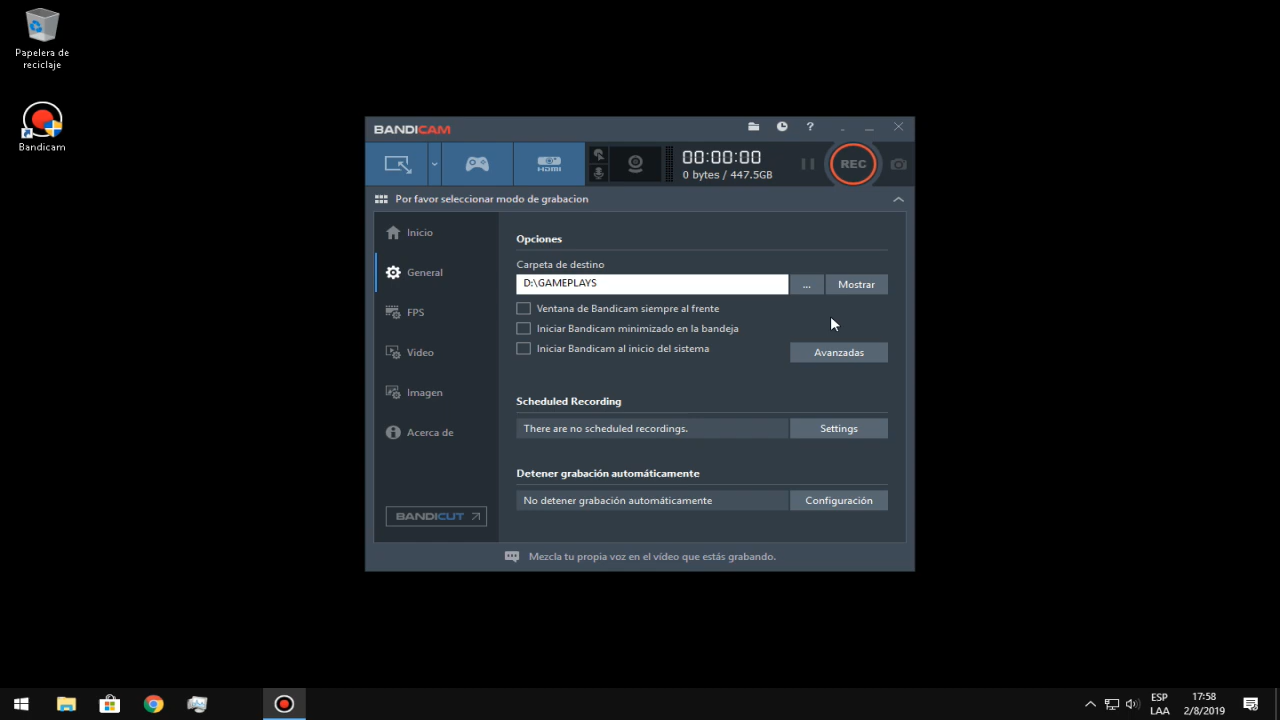 Papelera de
reciclaje
Bandicam
BANDICAM
?
HDMI
00:00:00
0 bytes / 447.5GB
REC
Por favor seleccionar modo de grabacion
Inicio
General
FPS
Video
Imagen
Acerca de
BANDICUT
Opciones
Carpeta de destino
D:\GAMEPLAYS
...
Mostrar
Ventana de Bandicam siempre al frente
Iniciar Bandicam minimizado en la bandeja
Iniciar Bandicam al inicio del sistema
Avanzadas
Scheduled Recording
There are no scheduled recordings.
Settings
Detener grabación automáticamente
No detener grabación automáticamente
Configuración
Mezcla tu propia voz en el vídeo que estás grabando.
ESP
LAA
17:58
2/8/2019